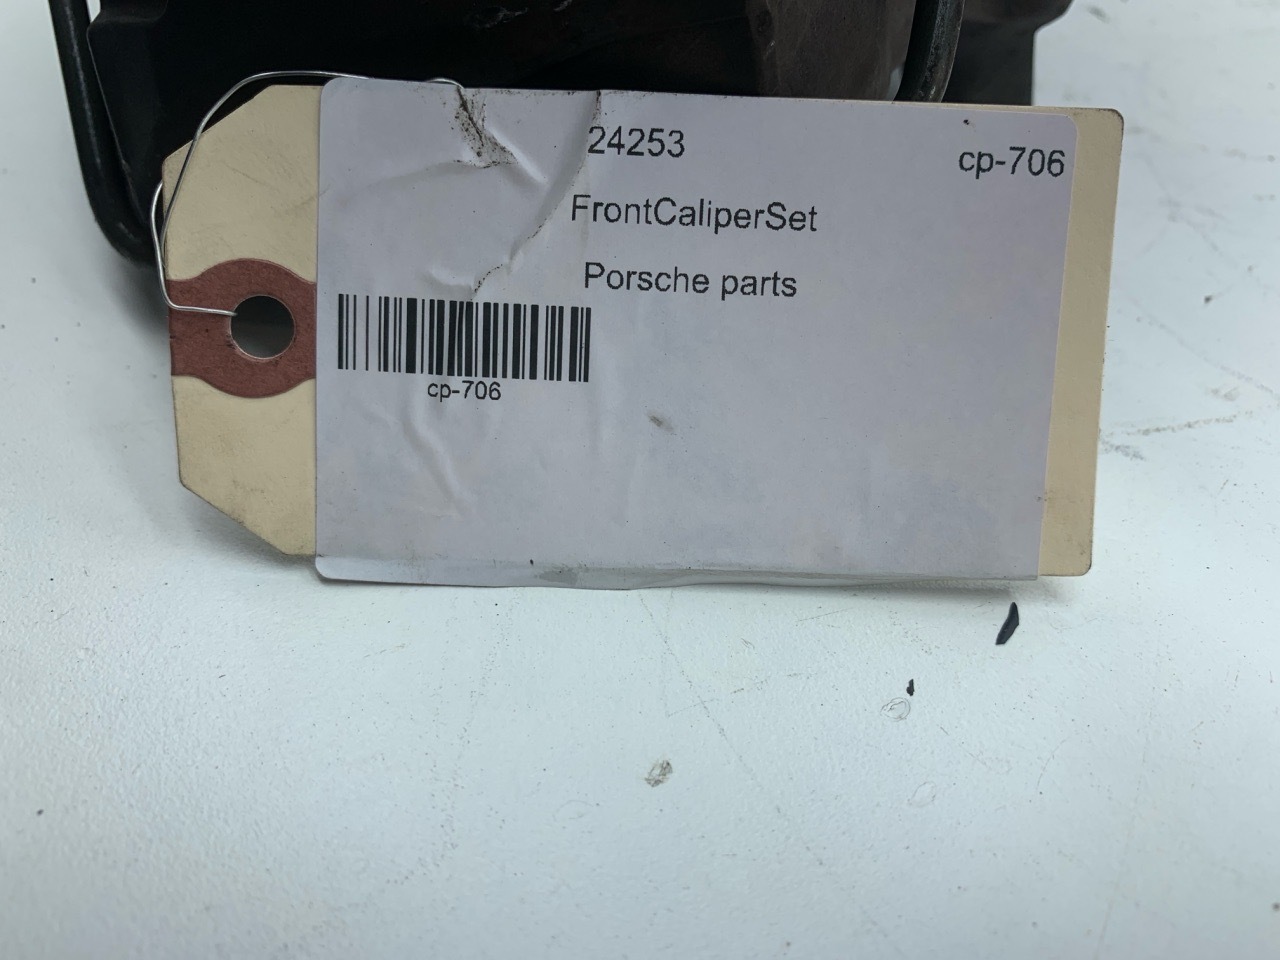 24253
cp-706
FrontCaliperSet
Porsche parts
cp-706